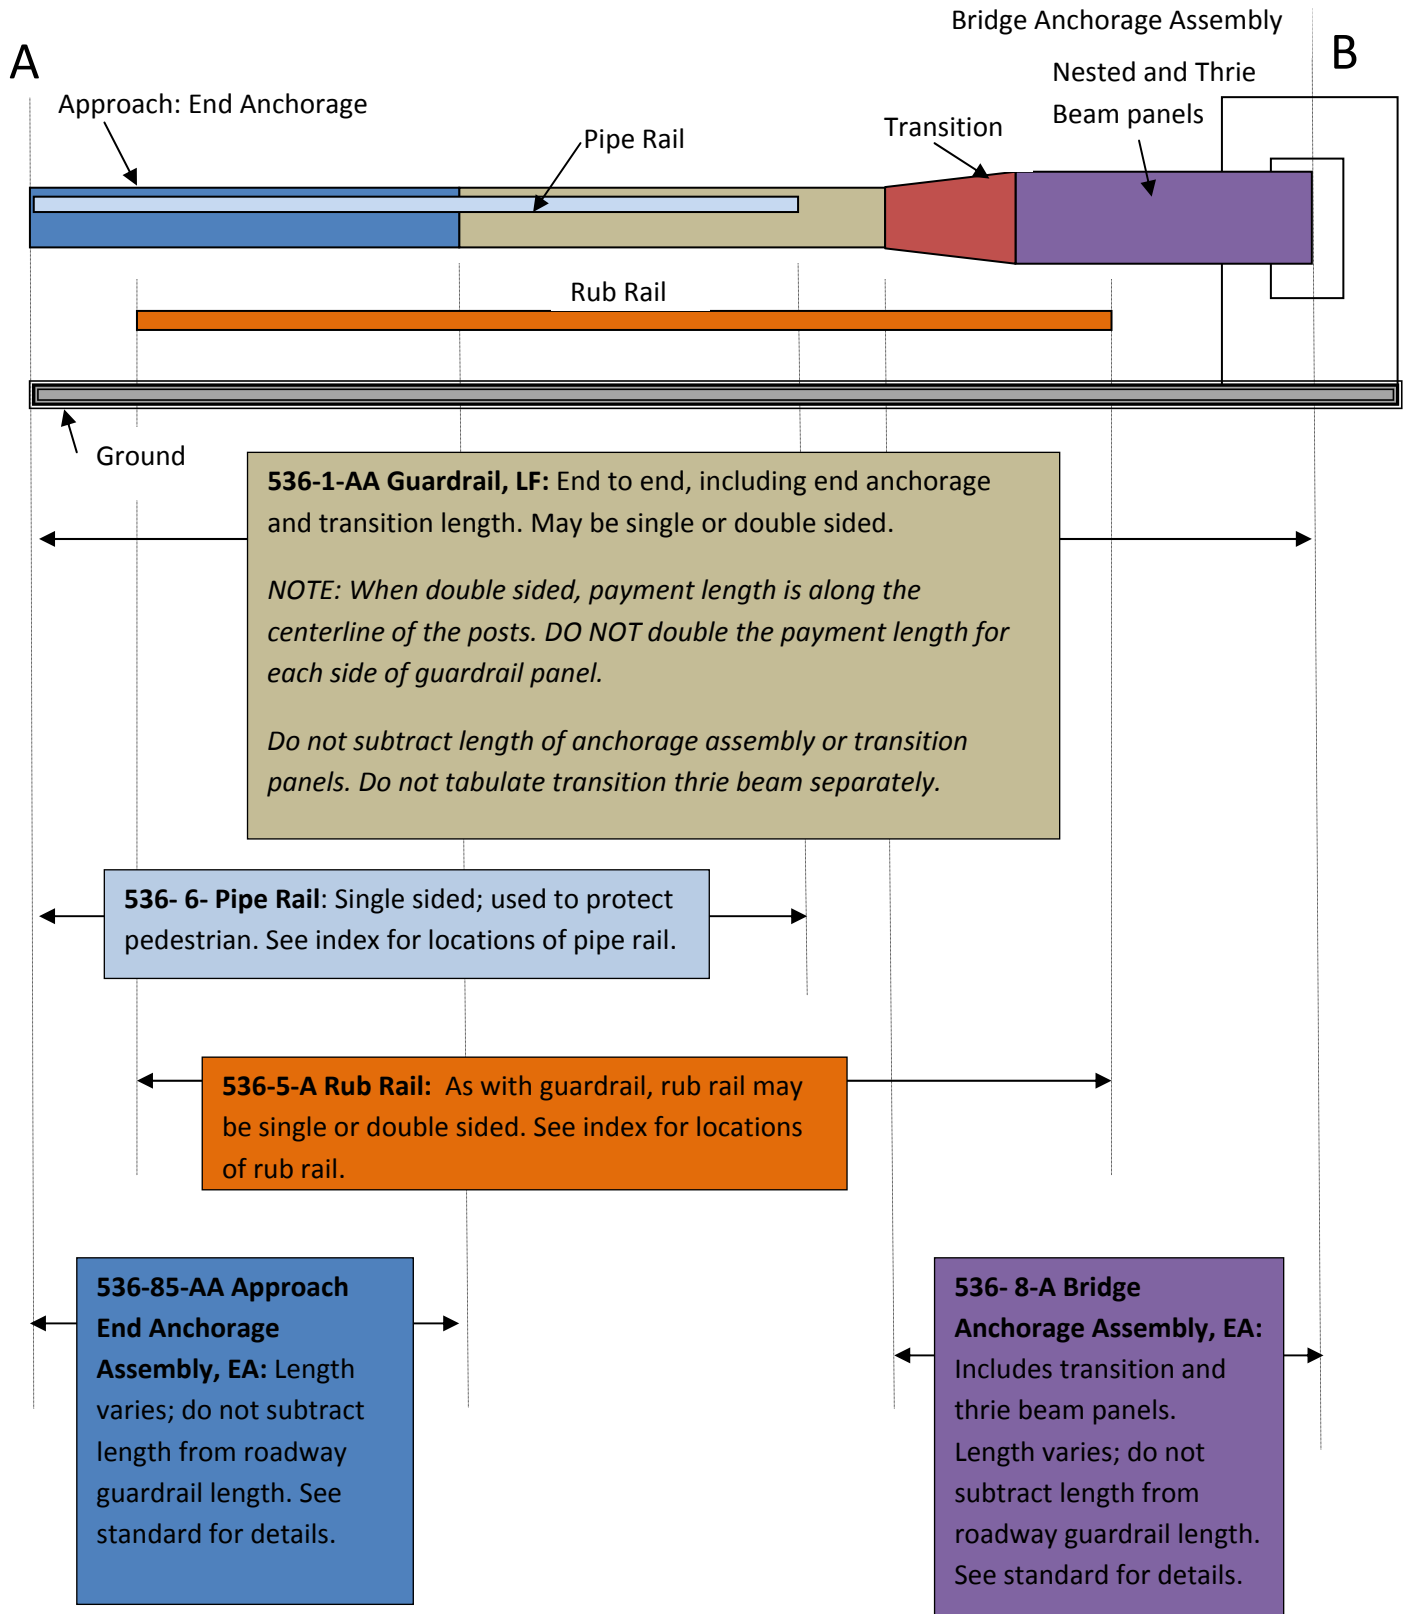 Bridge Anchorage Assembly
A
B
Nested and Thrie
Beam panels
Approach: End Anchorage
Transition
Pipe Rail
Rub Rail
Ground
536-1-AA Guardrail, LF: End to end, including end anchorage
and transition length. May be single or double sided.
NOTE: When double sided, payment length is along the
centerline of the posts. DO NOT double the payment length for
each side of guardrail panel.
Do not subtract length of anchorage assembly or transition
panels. Do not tabulate transition thrie beam separately.
536- 6- Pipe Rail: Single sided; used to protect
pedestrian. See index for locations of pipe rail.
536-5-A Rub Rail: As with guardrail, rub rail may
be single or double sided. See index for locations
of rub rail.
536-85-AA Approach
End Anchorage
Assembly, EA: Length
varies; do not subtract
length from roadway
guardrail length. See
standard for details.
536- 8-A Bridge
Anchorage Assembly, EA:
Includes transition and
thrie beam panels.
Length varies; do not
subtract length from
roadway guardrail length.
See standard for details.